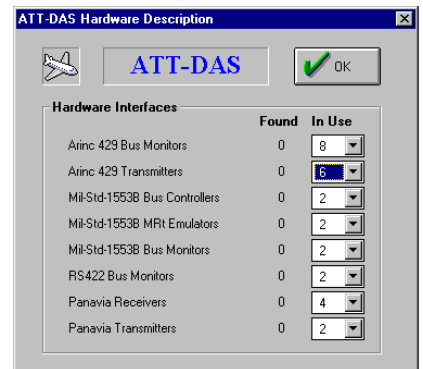 ATT-DAS Hardware Description
ATT-DAS
OK
Hardware Interfaces
Found In Use
Arinc 429 Bus Monitors 0 8
Arinc 429 Transmitters 0 6
Mil-Std-1553B Bus Controllers 0 2
Mil-Std-1553B MRt Emulators 0 2
Mil-Std-1553B Bus Monitors 0 2
RS422 Bus Monitors 0 2
Panavia Receivers 0 4
Panavia Transmitters 0 2